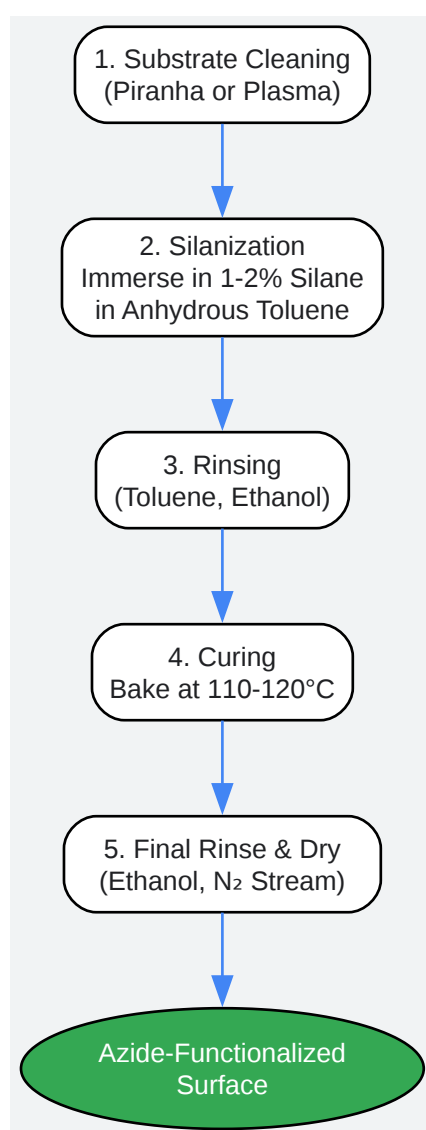 1. Substrate Cleaning
(Piranha or Plasma)
2. Silanization
Immerse in 1-2% Silane
in Anhydrous Toluene
3. Rinsing
(Toluene, Ethanol)
4. Curing
Bake at 110-120°C
5. Final Rinse & Dry
(Ethanol, N₂ Stream)
Azide-Functionalized
Surface